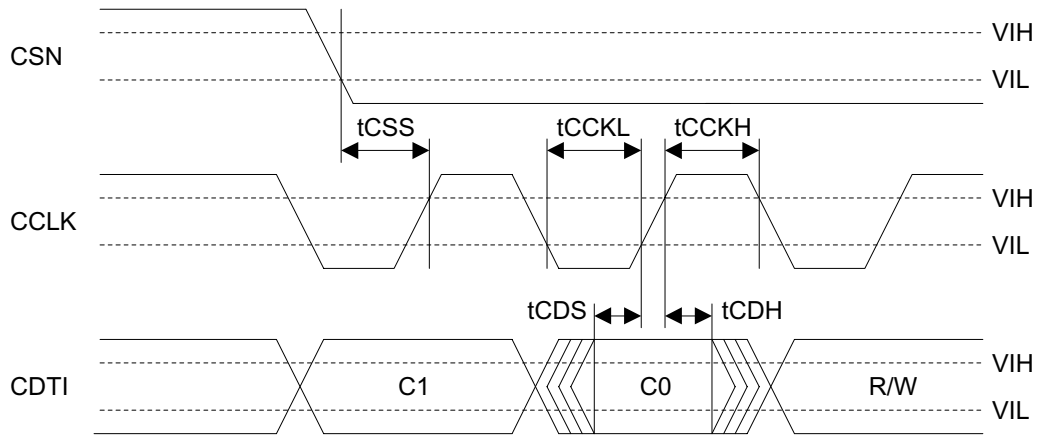 CSN
VIH
VIL
tCSS
tCCKL
tCCKH
CCLK
VIH
VIL
tCDS
tCDH
CDTI
C1
C0
R/W
VIH
VIL